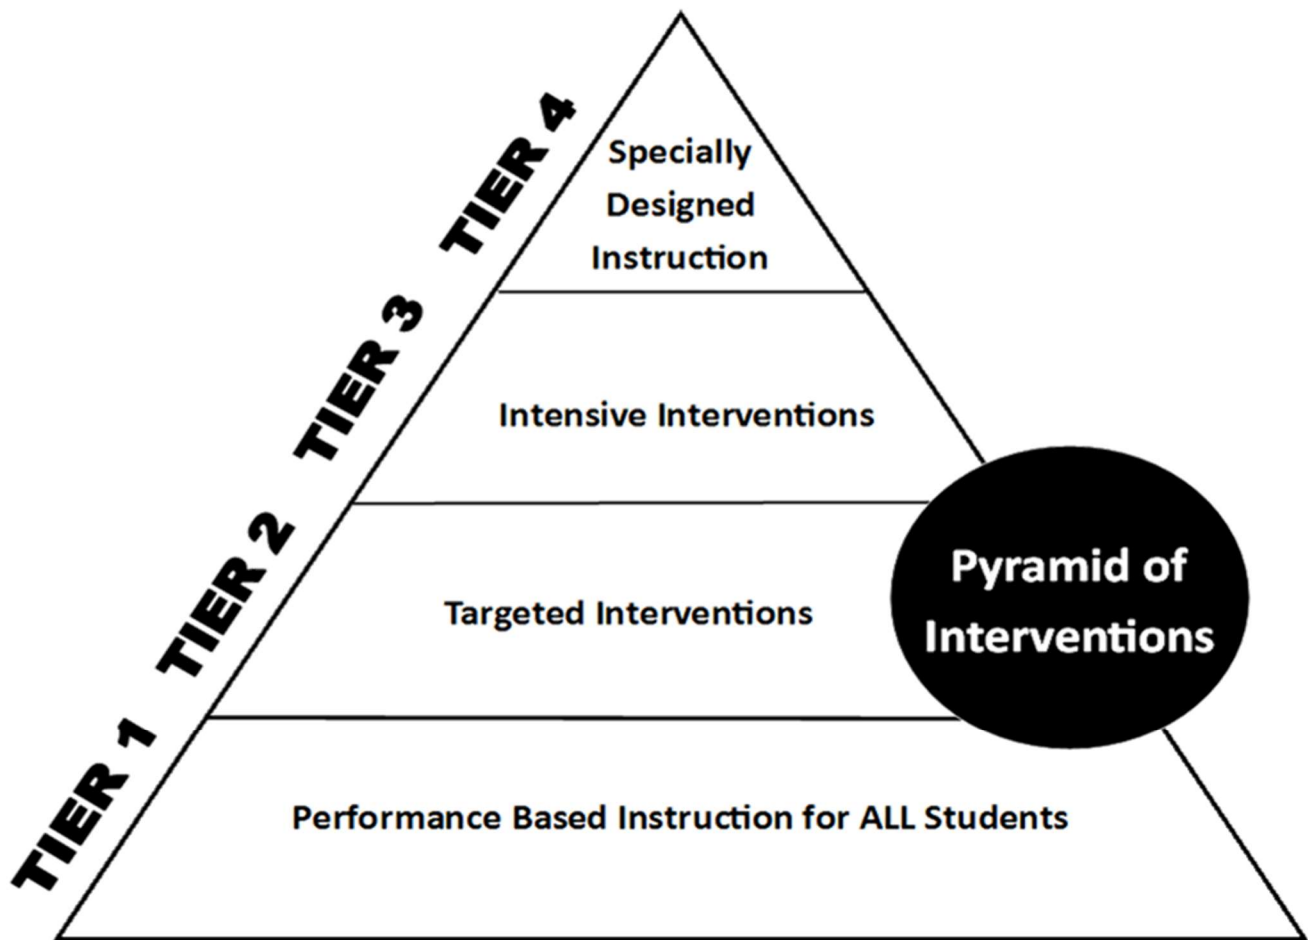 TIER 4
Specially
Designed
Instruction
TIER 3
Intensive Interventions
TIER 2
Targeted Interventions
Pyramid of
Interventions
TIER 1
Performance Based Instruction for ALL Students